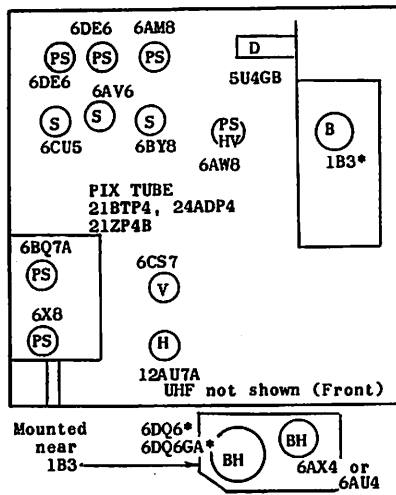 6DE6 6AM8
D
PS PS PS
5U4GB
6DE6
6AV6
S S S
PS
HV
B
6CU5 6BY8
6AW8
1B3*
PIX TUBE
21BTP4, 24ADP4
21ZP4B
6BQ7A
PS
6CS7
V
6X8
PS
H
12AU7A
UHF not shown (Front)
Mounted
near
1B3
6DQ6*
6DQ6GA*
BH
BH
6AX4 or
6AU4